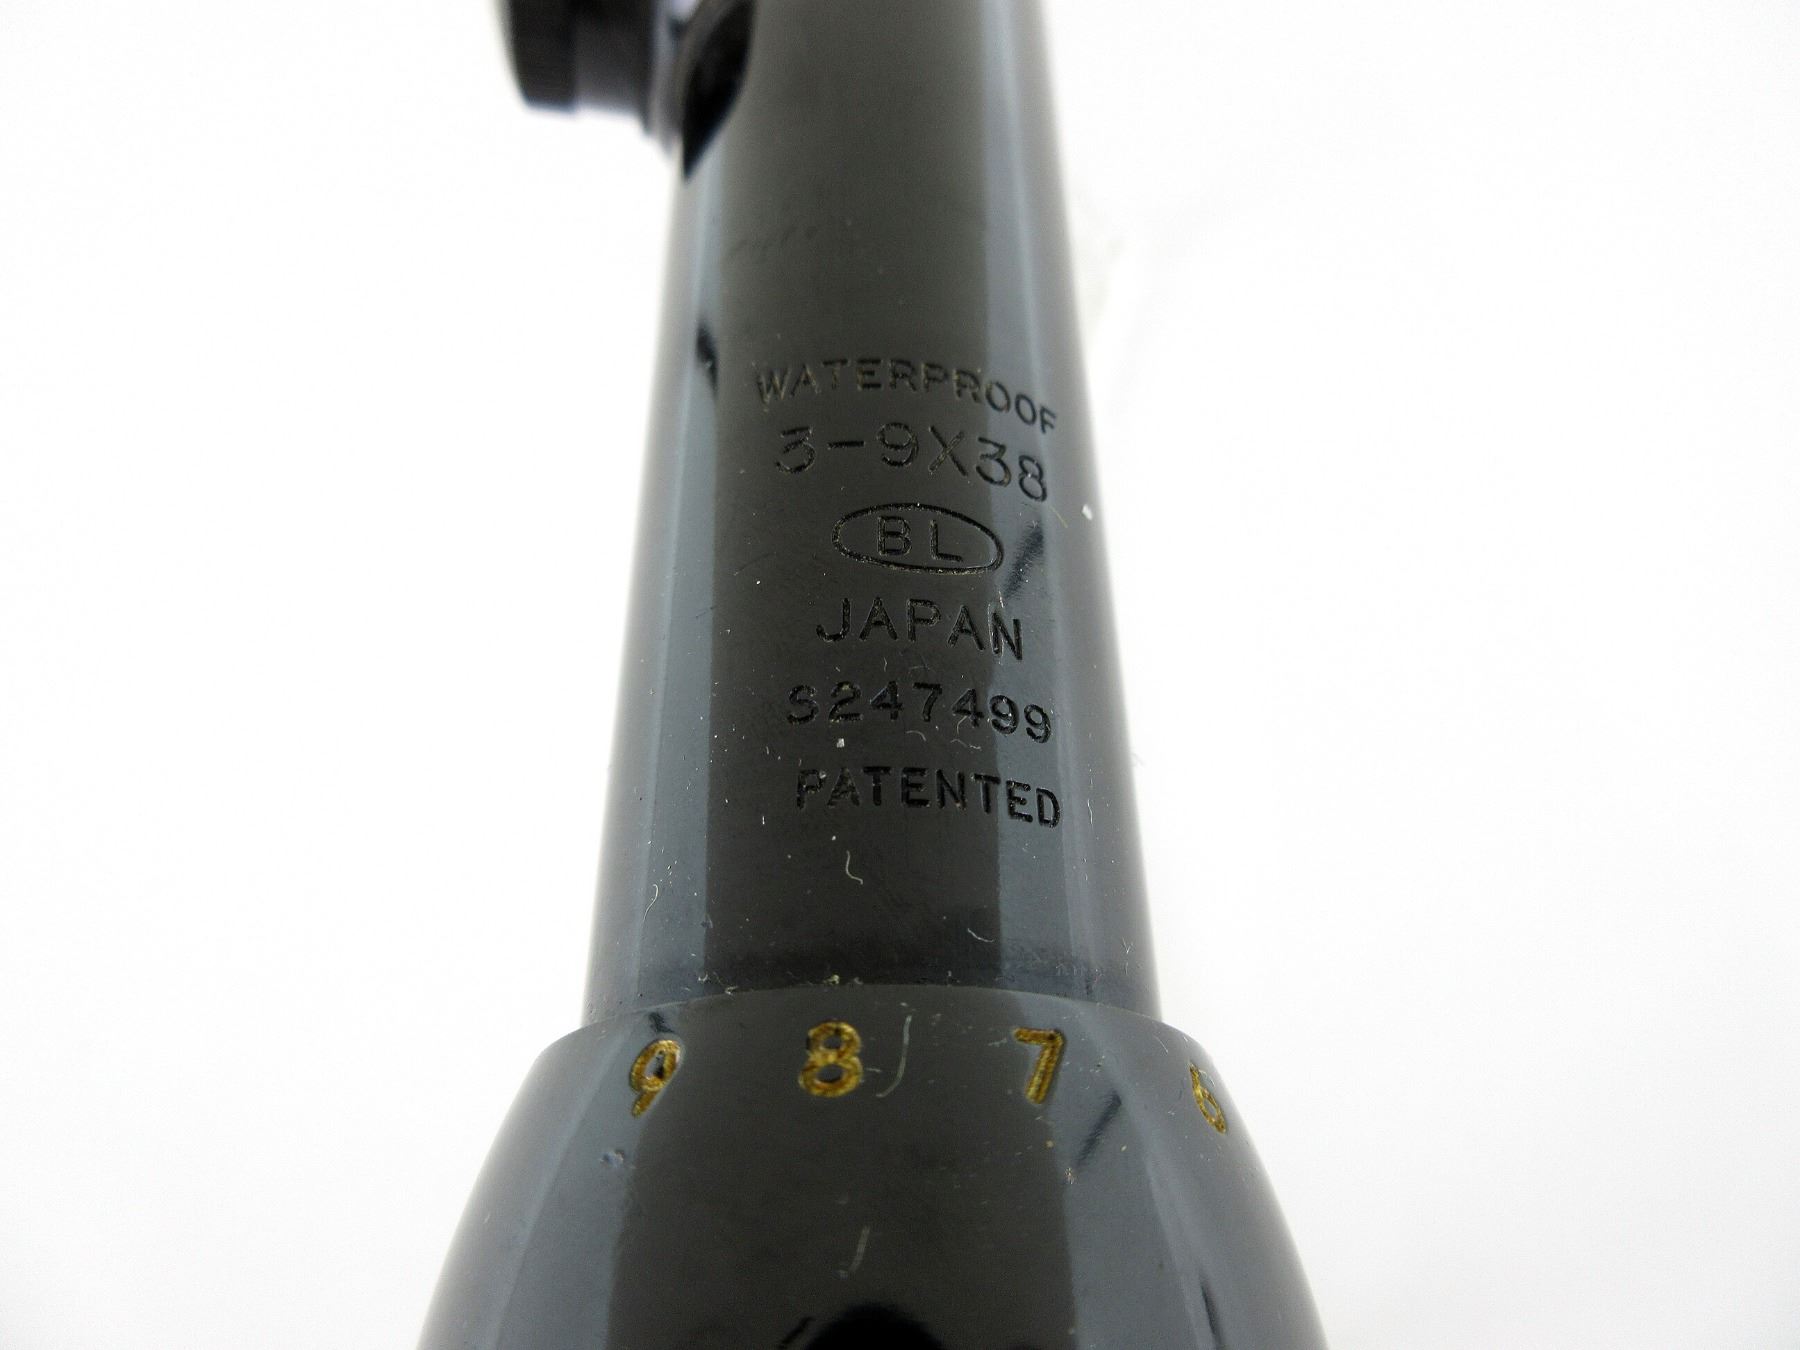 WATERPROOF
3-9X38
BL
JAPAN
S247499
PATENTED
9 8 7 6